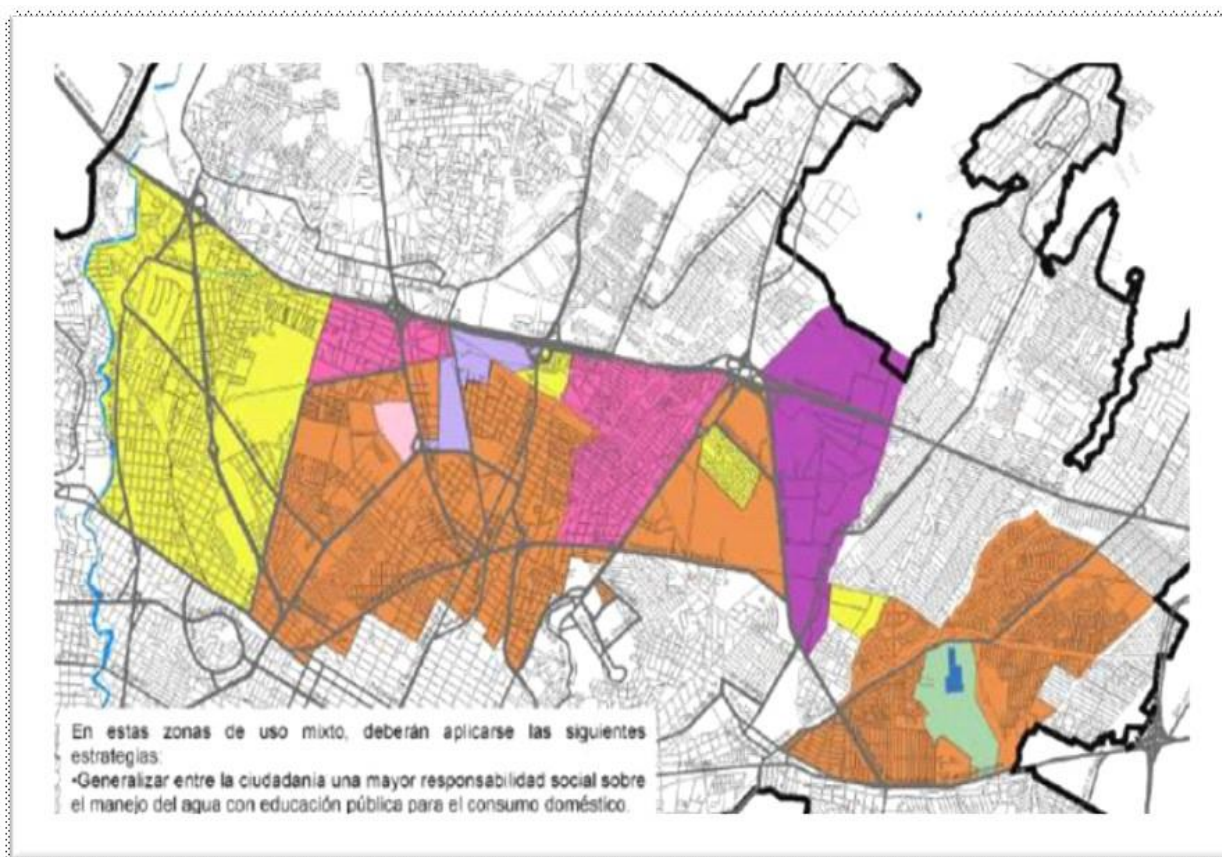 En estas zonas de uso mixto, deberán aplicarse las siguientes
estrategias:
•Generalizar entre la ciudadanía una mayor responsabilidad social sobre
el manejo del agua con educación pública para el consumo doméstico.